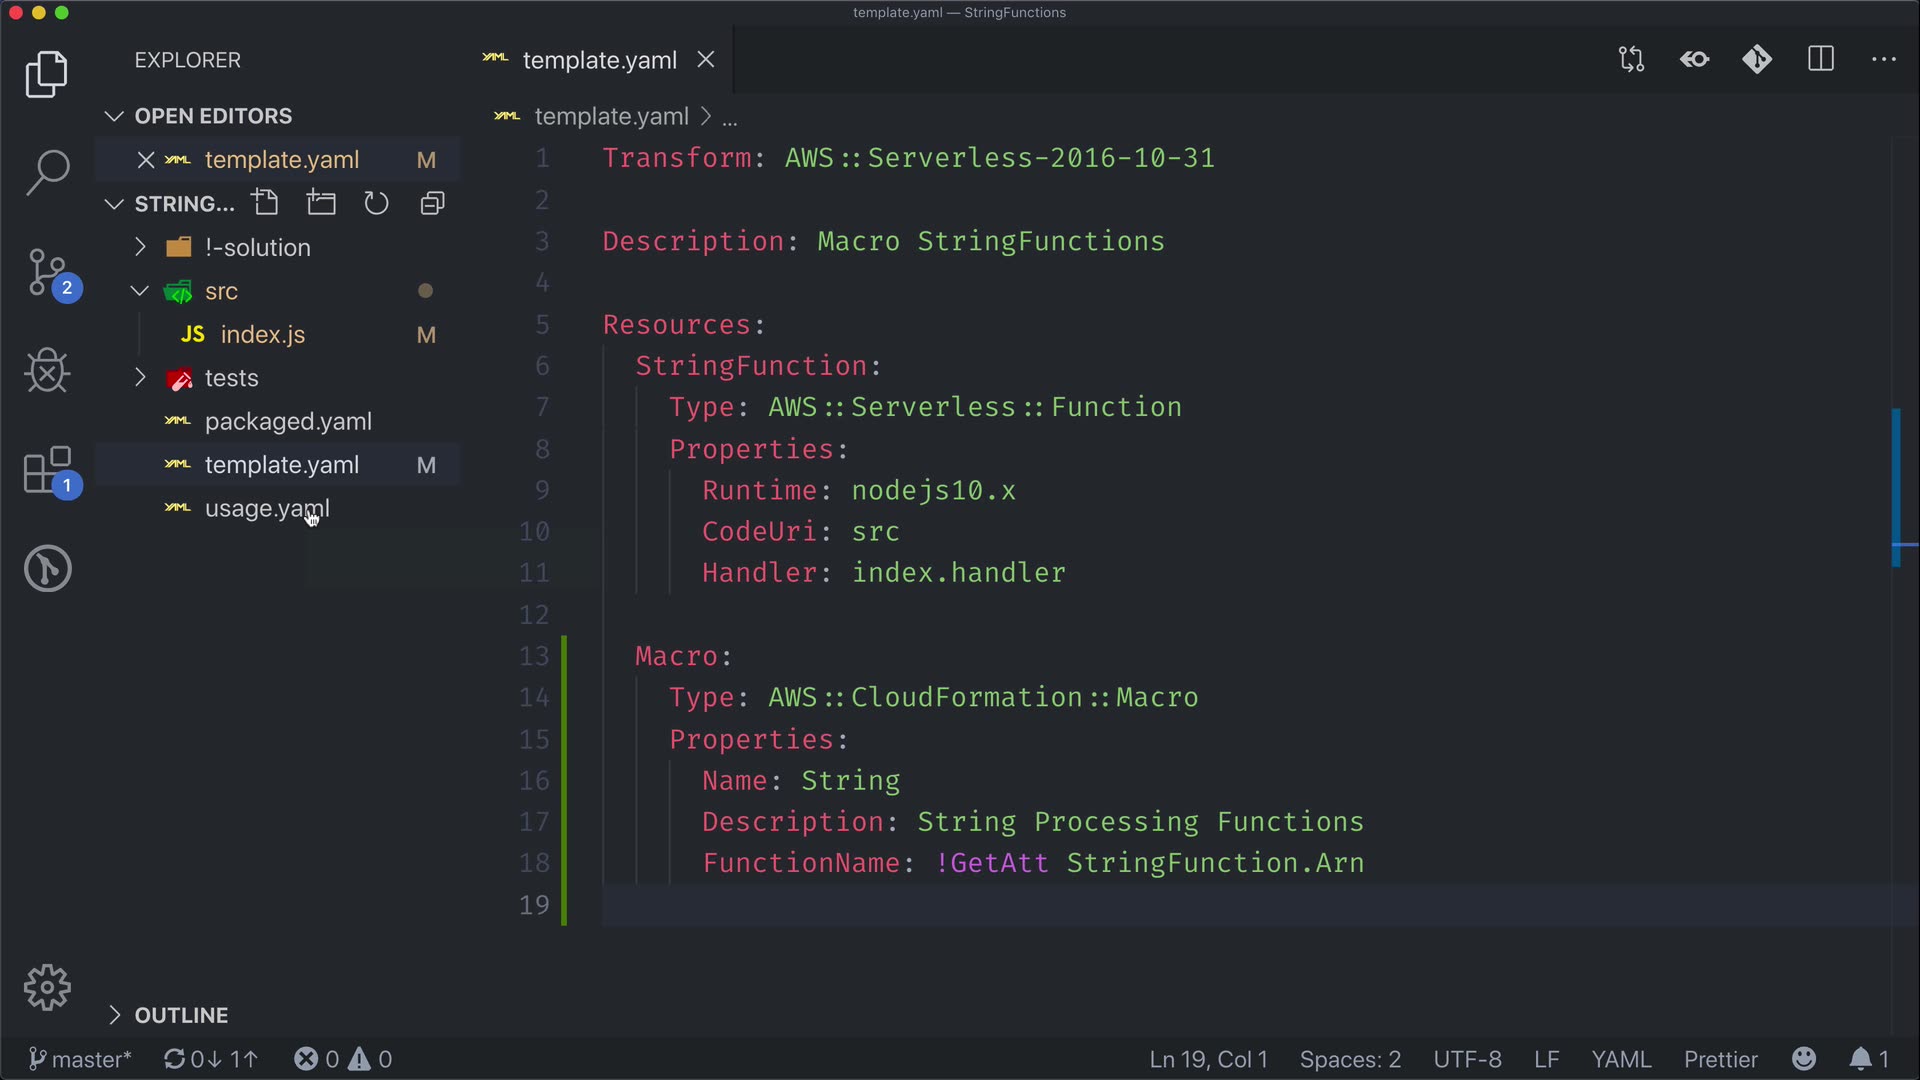 template.yaml — StringFunctions
EXPLORER
OPEN EDITORS
template.yaml M
STRING...
!-solution
src
JS index.js M
tests
YAML packaged.yaml
YAML template.yaml M
YAML usage.yaml
OUTLINE
2
1
YAML template.yaml
YAML template.yaml > ...
1 Transform: AWS::Serverless-2016-10-31
2
3 Description: Macro StringFunctions
4
5 Resources:
6 StringFunction:
7 Type: AWS::Serverless::Function
8 Properties:
9 Runtime: nodejs10.x
10 CodeUri: src
11 Handler: index.handler
12
13 Macro:
14 Type: AWS::CloudFormation::Macro
15 Properties:
16 Name: String
17 Description: String Processing Functions
18 FunctionName: !GetAtt StringFunction.Arn
19
master* 0↓ 1↑ 0 0 Ln 19, Col 1 Spaces: 2 UTF-8 LF YAML Prettier 1